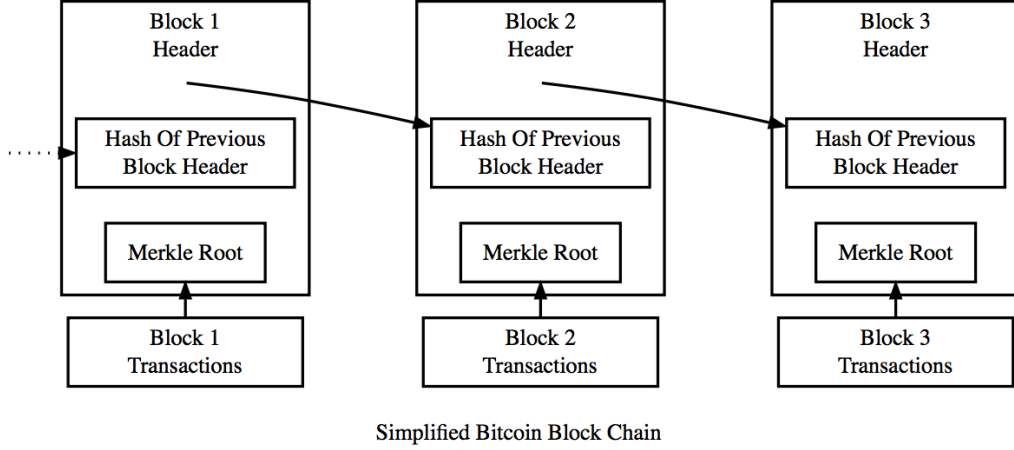 Block 1
Header
Hash Of Previous
Block Header
Merkle Root
Block 1
Transactions
Block 2
Header
Hash Of Previous
Block Header
Merkle Root
Block 2
Transactions
Block 3
Header
Hash Of Previous
Block Header
Merkle Root
Block 3
Transactions
Simplified Bitcoin Block Chain